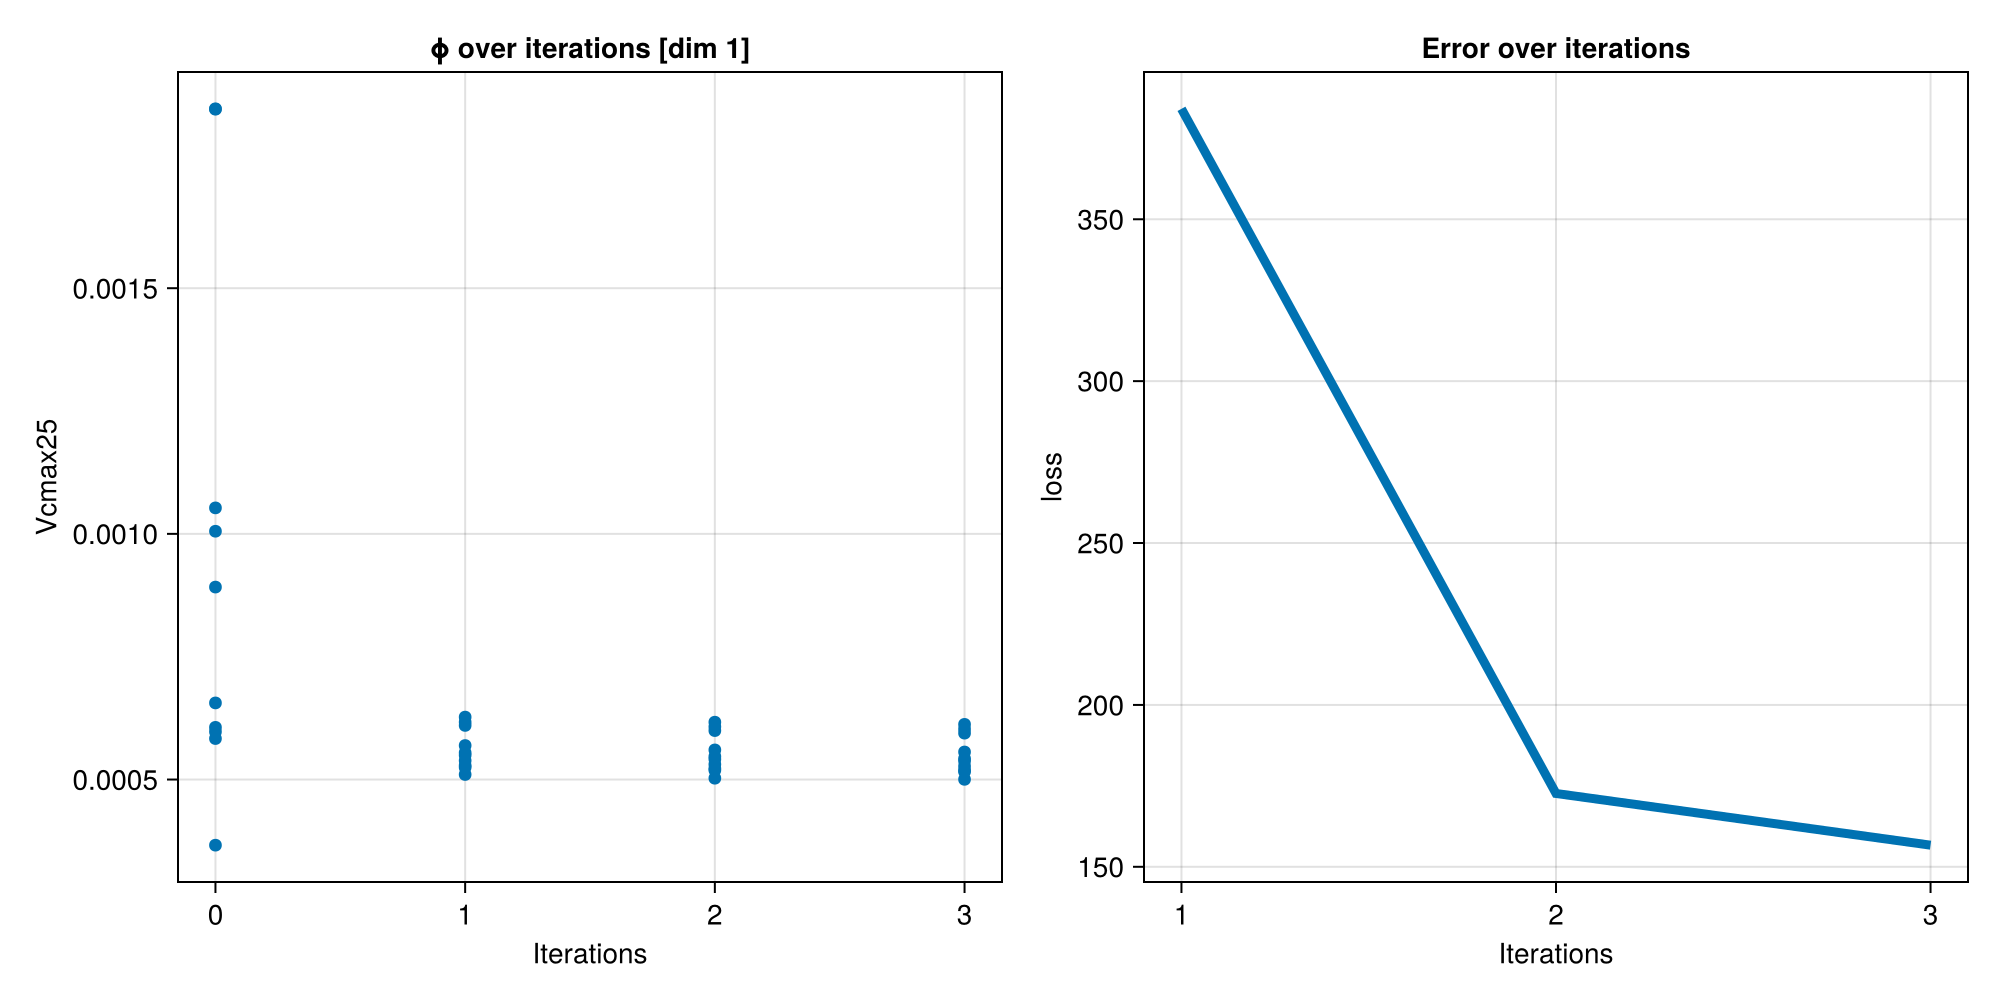 ϕ over iterations [dim 1]
Vcmax25
0.0015
0.0010
0.0005
0 1 2 3
Iterations
Error over iterations
loss
350
300
250
200
150
1 2 3
Iterations